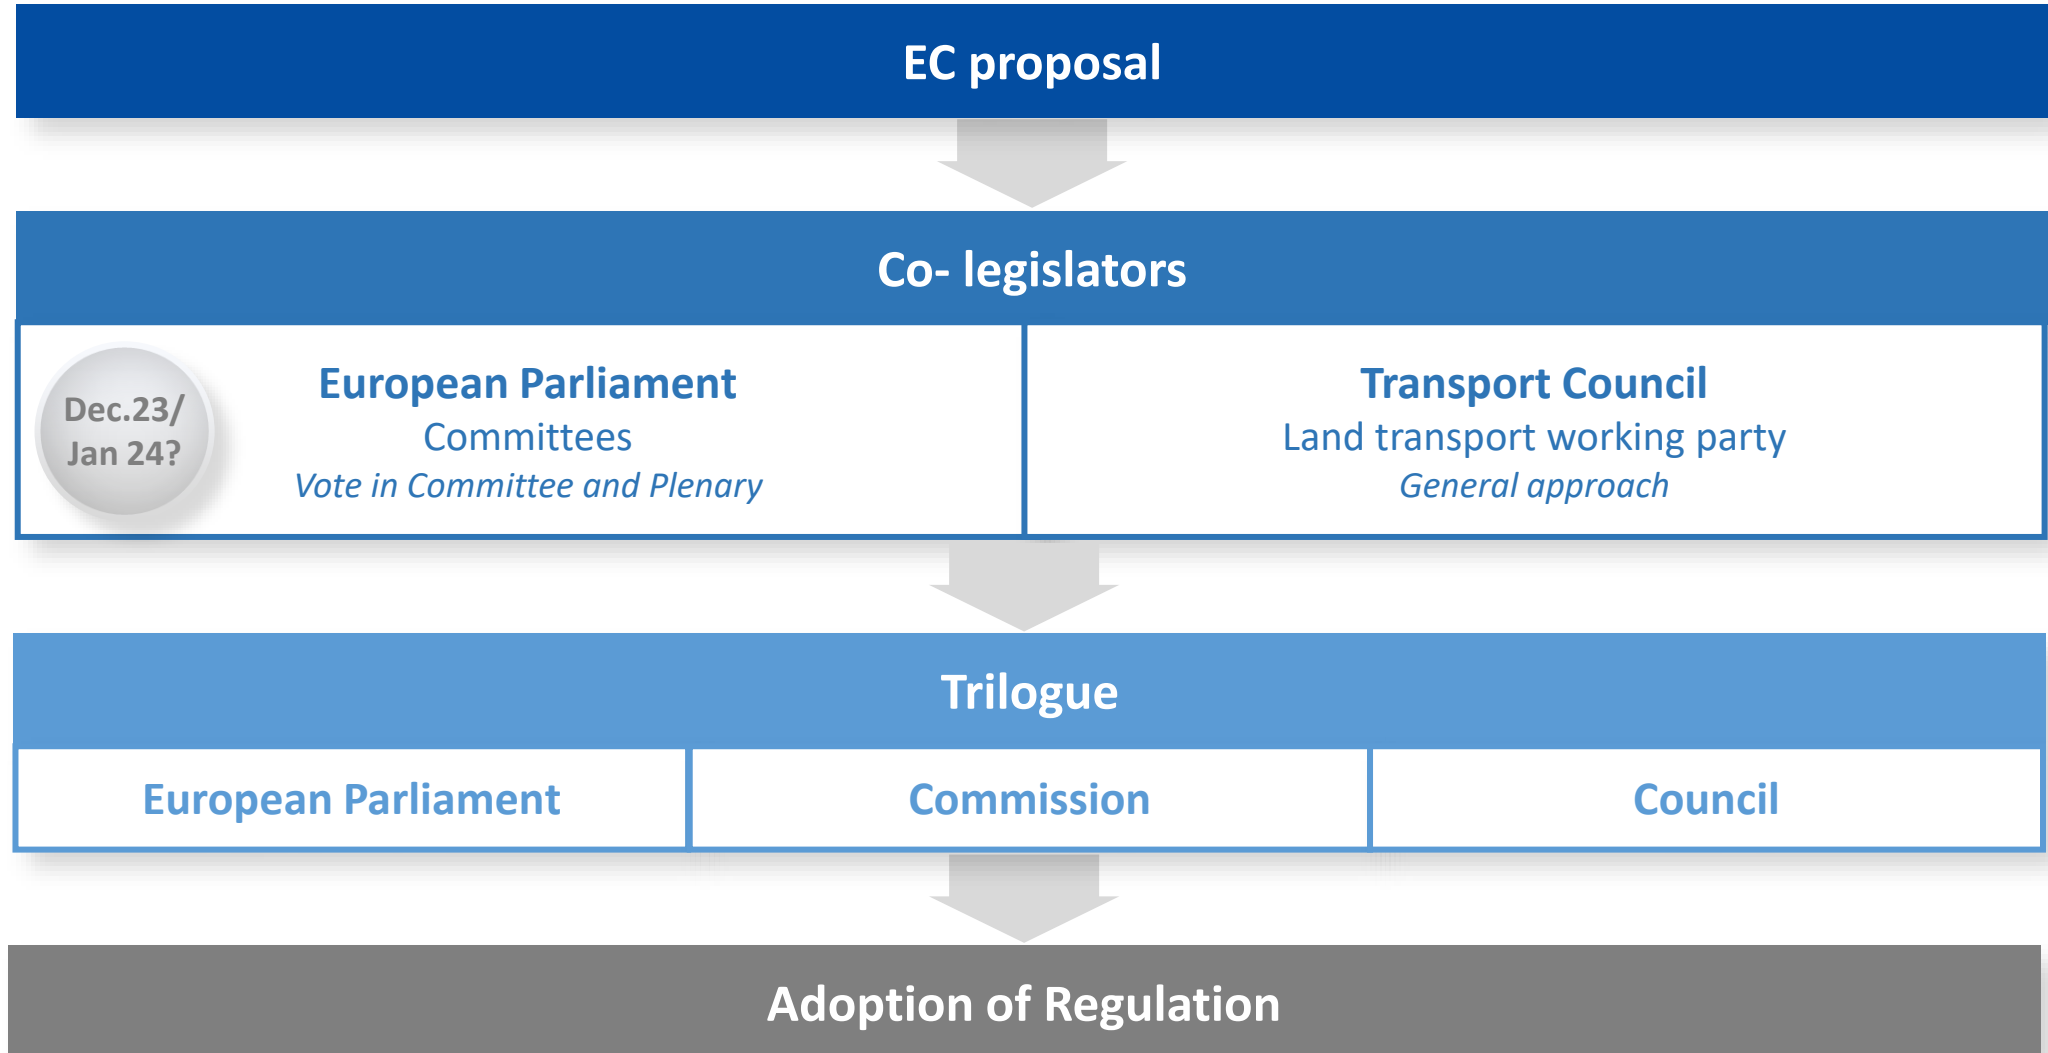 EC proposal
Co- legislators
Dec.23/
Jan 24?
European Parliament
Committees
Vote in Committee and Plenary
Transport Council
Land transport working party
General approach
Trilogue
European Parliament
Commission
Council
Adoption of Regulation